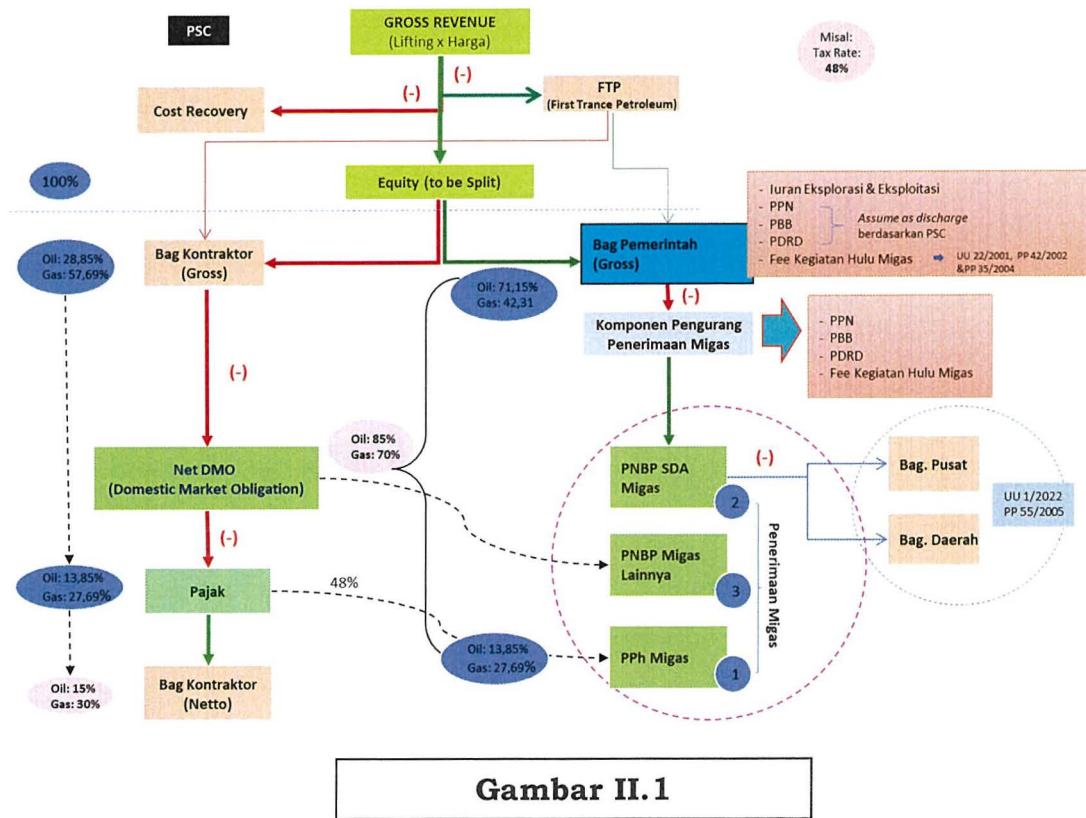 PSC
GROSS REVENUE
(Lifting x Harga)
Misal:
Tax Rate:
48%
(-)
(-)
Cost Recovery
FTP
(First Trance Petroleum)
100%
Equity (to be Split)
- Iuran Eksplorasi & Eksploitasi
- PPN
- PBB
- PDRD
Assume as discharge
berdasarkan PSC
- Fee Kegiatan Hulu Migas
UU 22/2001, PP 42/2002
&PP 35/2004
Oil: 28,85%
Gas: 57,69%
Bag Kontraktor
(Gross)
Bag Pemerintah
(Gross)
Oil: 71,15%
Gas: 42,31
(-)
Komponen Pengurang
Penerimaan Migas
- PPN
- PBB
- PDRD
- Fee Kegiatan Hulu Migas
(-)
Oil: 85%
Gas: 70%
Net DMO
(Domestic Market Obligation)
PNBP SDA
Migas
2
(-)
Bag. Pusat
Bag. Daerah
UU 1/2022
PP 55/2005
(-)
Penerimaan Migas
PNBP Migas
Lainnya
3
Oil: 13,85%
Gas: 27,69%
Pajak
48%
Oil: 13,85%
Gas: 27,69%
PPh Migas
1
Oil: 15%
Gas: 30%
Bag Kontraktor
(Netto)
Gambar II.1